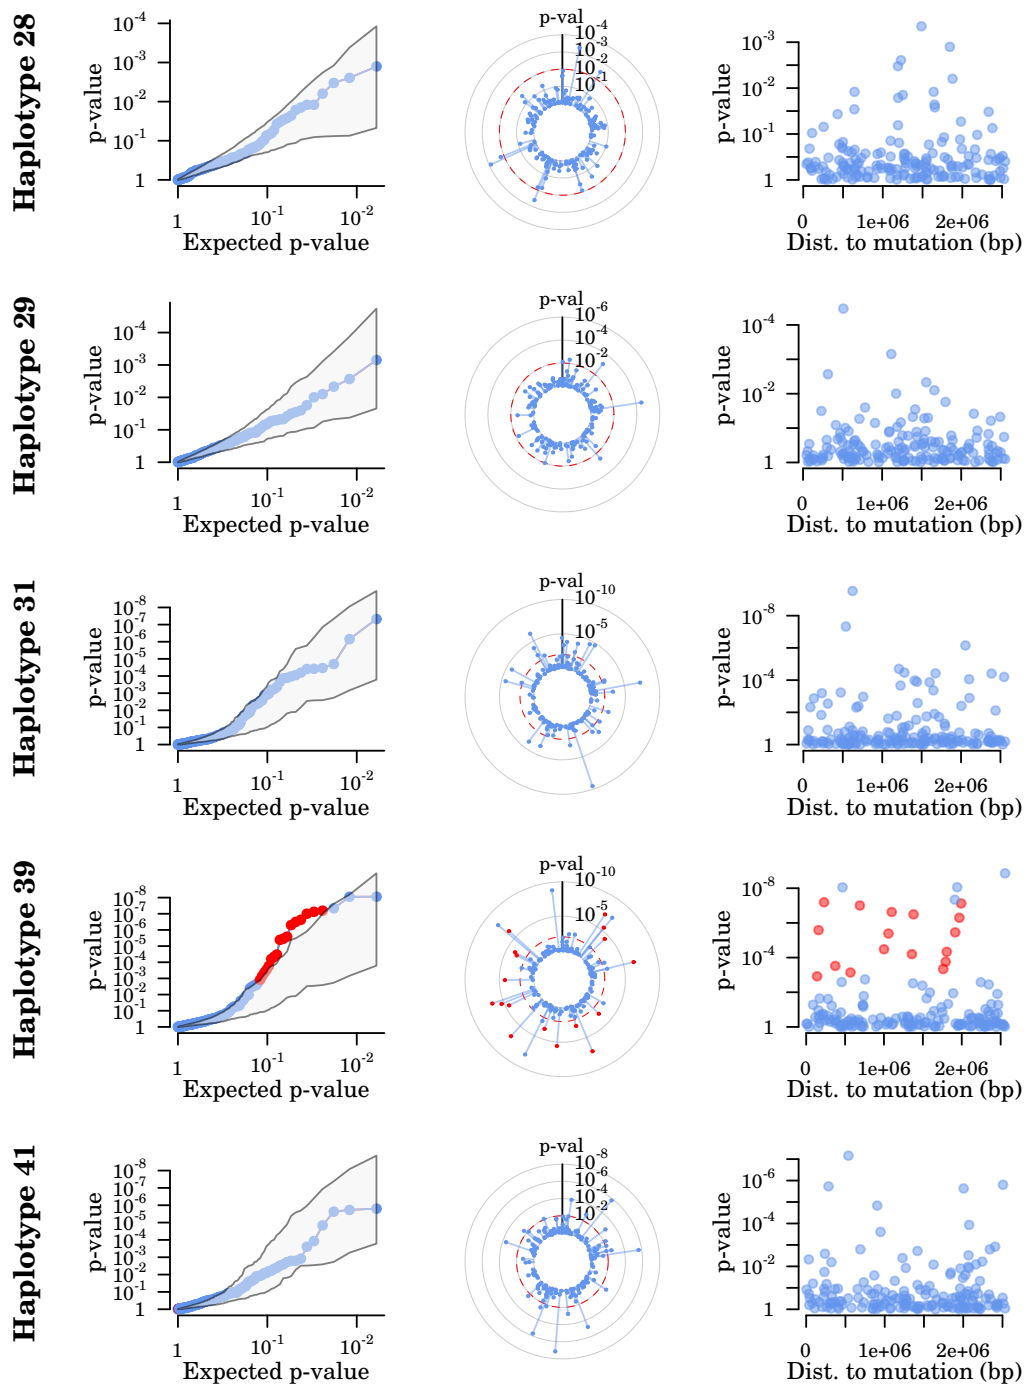 Haplotype 28
p-value
10-4
10-3
10-2
10-1
1
1
10-1
10-2
Expected p-value
p-val
10-4
10-3
10-2
10-1
p-value
10-3
10-1
1
0
1e+06
2e+06
Dist. to mutation (bp)
Haplotype 29
p-value
10-4
10-3
10-2
10-1
1
1
10-1
10-2
Expected p-value
p-val
10-6
10-4
10-2
p-value
10-4
10-2
1
0
1e+06
2e+06
Dist. to mutation (bp)
Haplotype 31
p-value
10-8
10-7
10-6
10-5
10-4
10-3
10-2
10-1
1
1
10-1
10-2
Expected p-value
p-val
10-10
10-5
p-value
10-8
10-4
1
0
1e+06
2e+06
Dist. to mutation (bp)
Haplotype 39
p-value
10-8
10-7
10-6
10-5
10-4
10-3
10-2
10-1
1
1
10-1
10-2
Expected p-value
p-val
10-10
10-5
p-value
10-8
10-4
1
0
1e+06
2e+06
Dist. to mutation (bp)
Haplotype 41
p-value
10-8
10-7
10-6
10-5
10-4
10-3
10-2
10-1
1
1
10-1
10-2
Expected p-value
p-val
10-8
10-6
10-4
10-2
p-value
10-6
10-4
10-2
1
0
1e+06
2e+06
Dist. to mutation (bp)